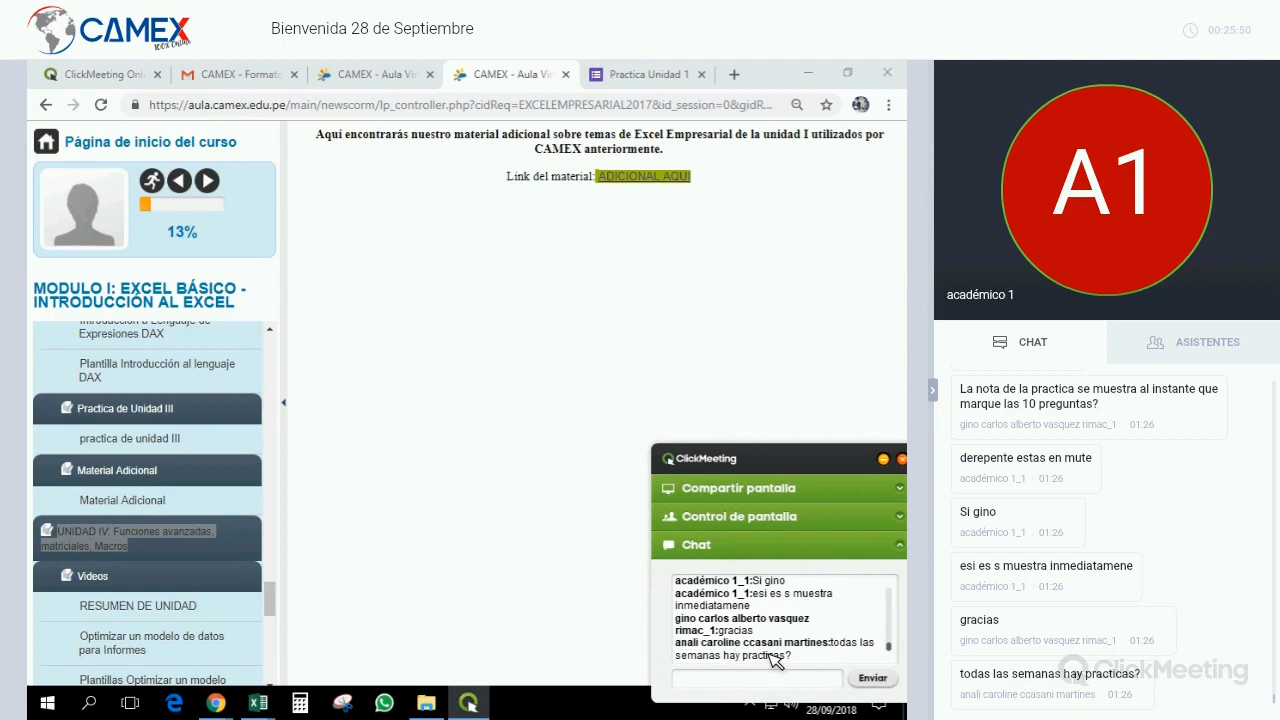 CAMEX
100% Online
Bienvenida 28 de Septiembre
00:25:50
ClickMeeting Onl
CAMEX - Formato
CAMEX - Aula Vir
CAMEX - Aula Vir
Practica Unidad 1
https://aula.camex.edu.pe/main/newscorm/lp_controller.php?cidReq=EXCELEMPRESARIAL2017&id_session=0&gidR...
Página de inicio del curso
13%
MODULO I: EXCEL BÁSICO -
INTRODUCCIÓN AL EXCEL
Introducción a Lenguaje de
Expresiones DAX
Plantilla Introducción al lenguaje
DAX
Practica de Unidad III
practica de unidad III
Material Adicional
Material Adicional
UNIDAD IV: Funciones avanzadas,
matriciales, Macros
Videos
RESUMEN DE UNIDAD
Optimizar un modelo de datos
para Informes
Plantillas Optimizar un modelo
Aquí encontrarás nuestro material adicional sobre temas de Excel Empresarial de la unidad I utilizados por
CAMEX anteriormente.
Link del material: ADICIONAL AQUI
ClickMeeting
Compartir pantalla
Control de pantalla
Chat
académico 1_1:Si gino
académico 1_1:esi es s muestra
inmediatamene
gino carlos alberto vasquez
rimac_1:gracias
anali caroline ccasani martines:todas las
semanas hay practicas?
Enviar
28/09/2018
A1
académico 1
CHAT
ASISTENTES
La nota de la practica se muestra al instante que
marque las 10 preguntas?
gino carlos alberto vasquez rimac_1 · 01:26
derepente estas en mute
académico 1_1 · 01:26
Si gino
académico 1_1 · 01:26
esi es s muestra inmediatamene
académico 1_1 · 01:26
gracias
gino carlos alberto vasquez rimac_1 · 01:26
todas las semanas hay practicas?
anali caroline ccasani martines · 01:26
ClickMeeting